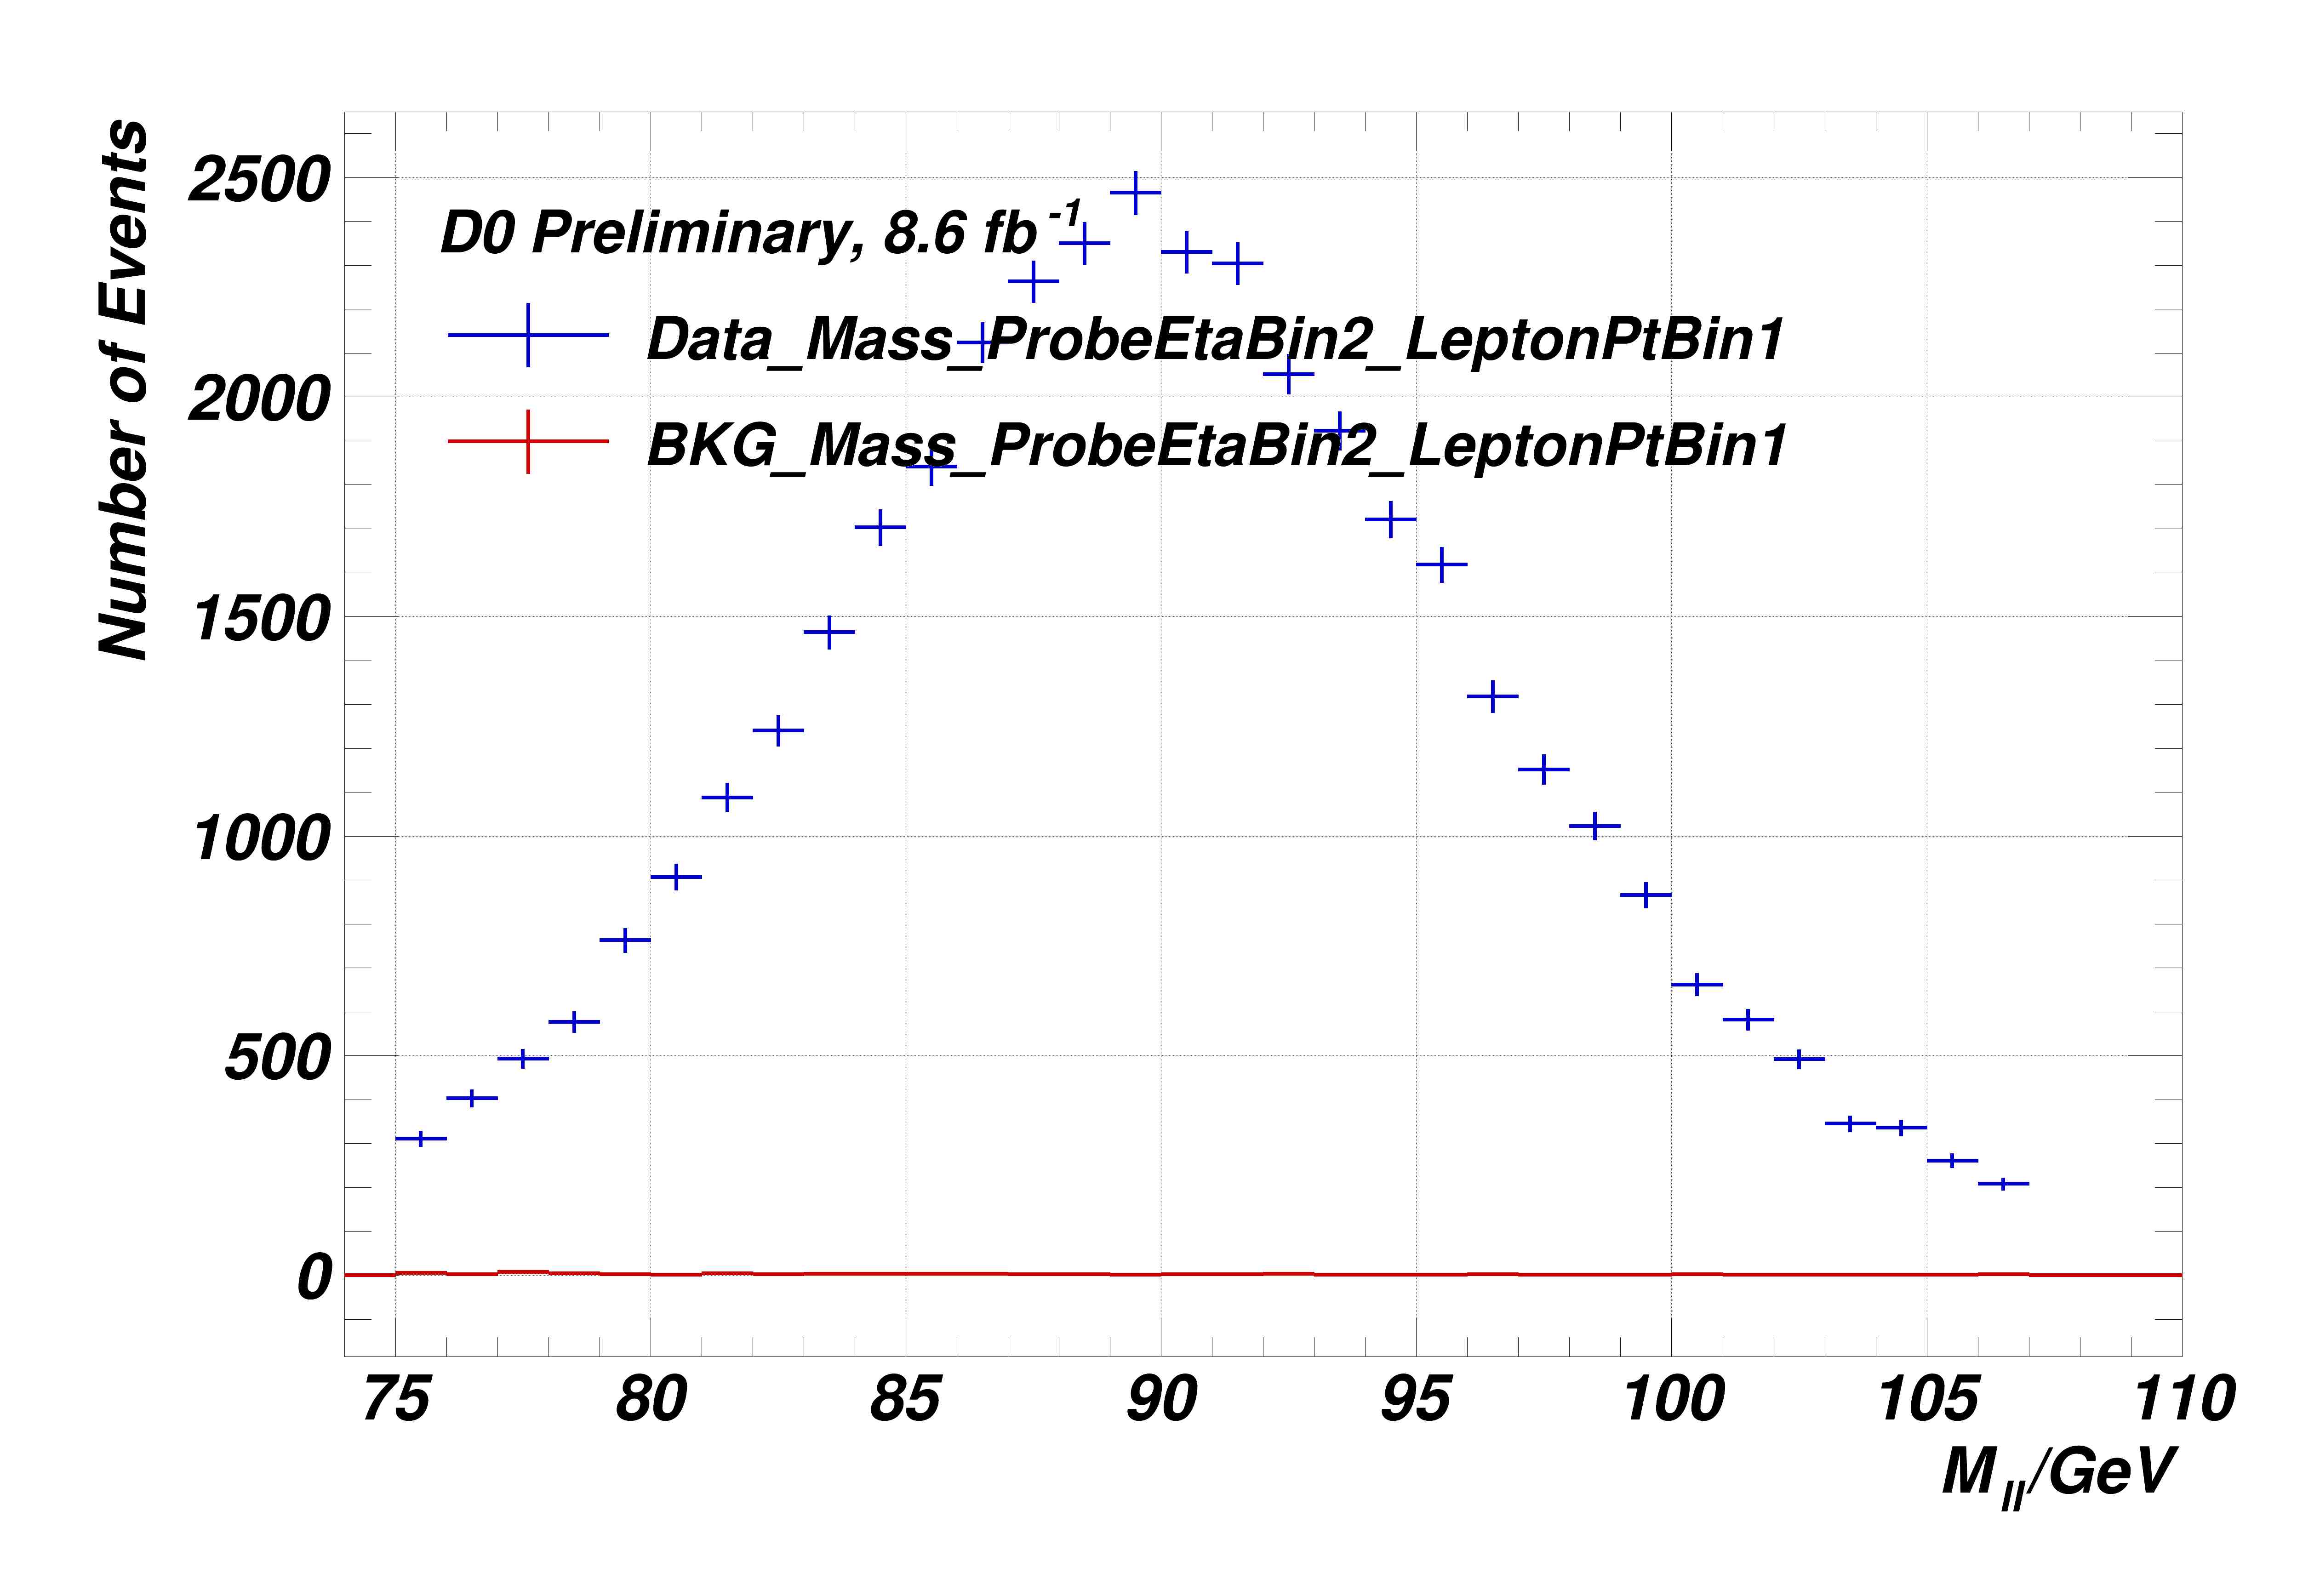 Number of Events
2500
2000
1500
1000
500
0
D0 Preliminary, 8.6 fb⁻¹
Data_Mass_ProbeEtaBin2_LeptonPtBin1
BKG_Mass_ProbeEtaBin2_LeptonPtBin1
75 80 85 90 95 100 105 110
M_ll/GeV